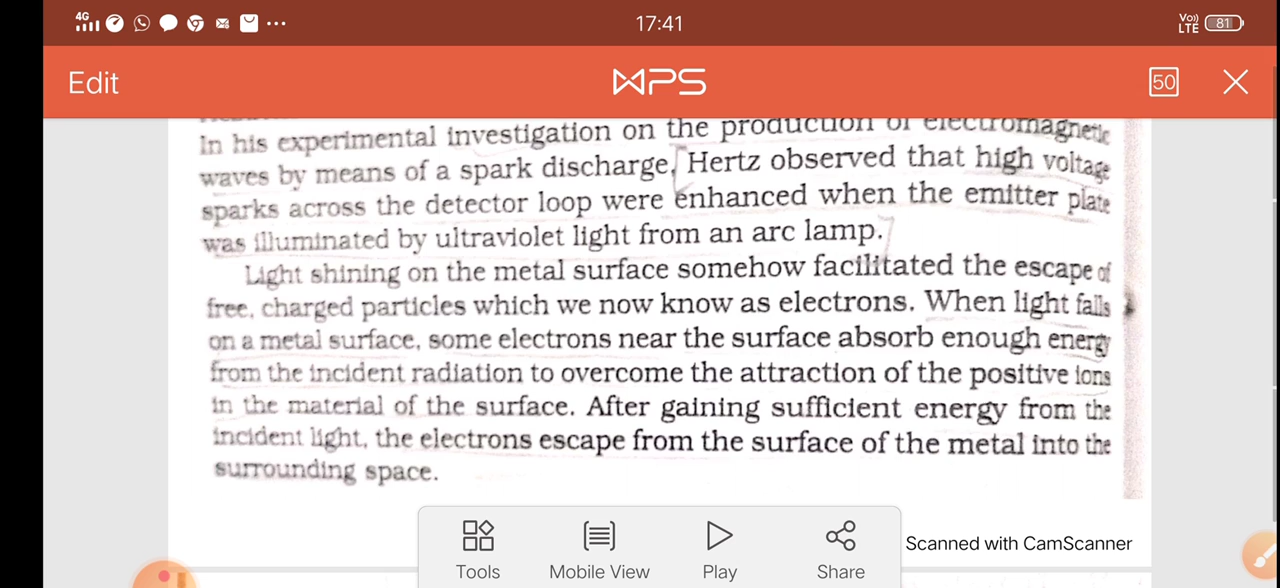 4G 17:41 Vo)) LTE 81
Edit WPS 50
In his experimental investigation on the production of electromagnetic
waves by means of a spark discharge, Hertz observed that high voltage
sparks across the detector loop were enhanced when the emitter plate
was illuminated by ultraviolet light from an arc lamp.
Light shining on the metal surface somehow facilitated the escape of
free, charged particles which we now know as electrons. When light falls
on a metal surface, some electrons near the surface absorb enough energy
from the incident radiation to overcome the attraction of the positive ions
in the material of the surface. After gaining sufficient energy from the
incident light, the electrons escape from the surface of the metal into the
surrounding space.
Scanned with CamScanner
Tools Mobile View Play Share